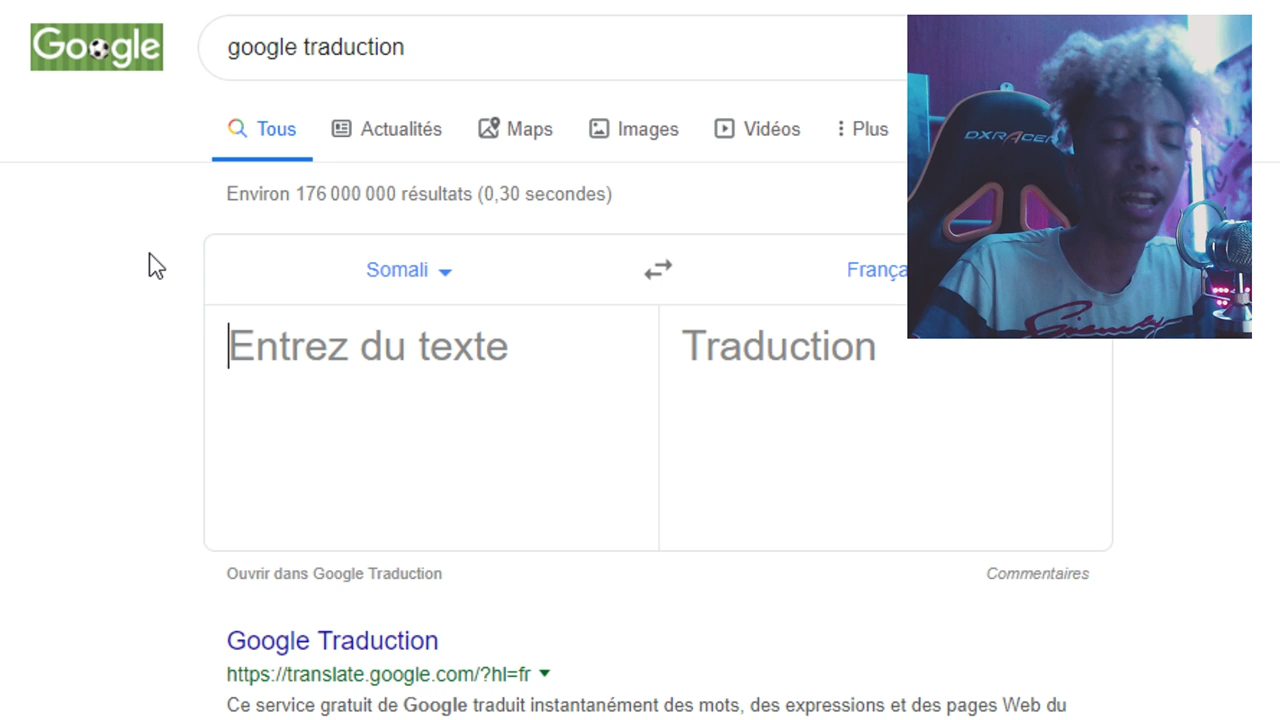 Google
google traduction
Tous
Actualités
Maps
Images
Vidéos
Plus
Environ 176 000 000 résultats (0,30 secondes)
Somali
França
Entrez du texte
Traduction
Ouvrir dans Google Traduction
Commentaires
Google Traduction
https://translate.google.com/?hl=fr
Ce service gratuit de Google traduit instantanément des mots, des expressions et des pages Web du
DXRACER